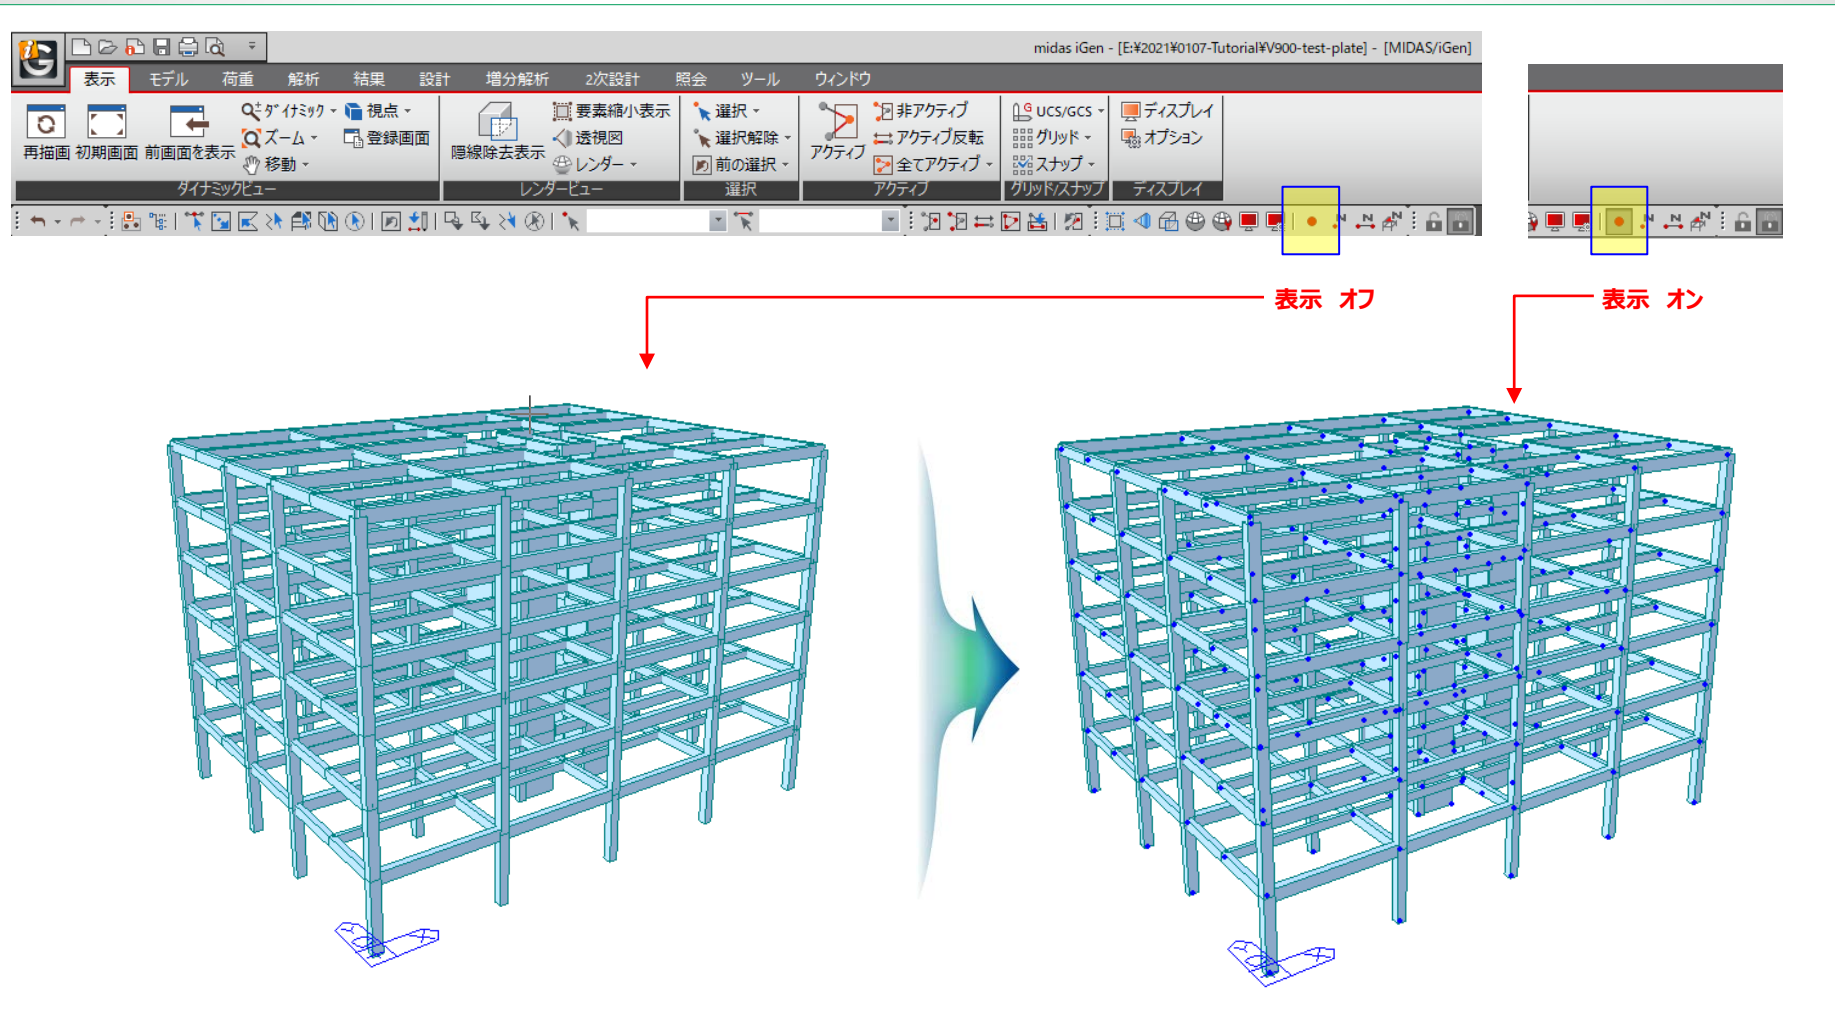 midas iGen - [E:¥2021¥0107-Tutorial¥V900-test-plate] - [MIDAS/iGen]
表示 モデル 荷重 解析 結果 設計 増分解析 2次設計 照会 ツール ウィンドウ
再描画 初期画面 前画面を表示
ダイナミック
ズーム
移動
視点
登録画面
ダイナミックビュー
隠線除去表示
要素縮小表示
透視図
レンダー
レンダービュー
選択
選択解除
前の選択
選択
アクティブ
非アクティブ
アクティブ反転
全てアクティブ
アクティブ
UCS/GCS
グリッド
スナップ
グリッド/スナップ
ディスプレイ
オプション
ディスプレイ
N N N
N N N
表示 オフ
表示 オン
X
Y
X
Y